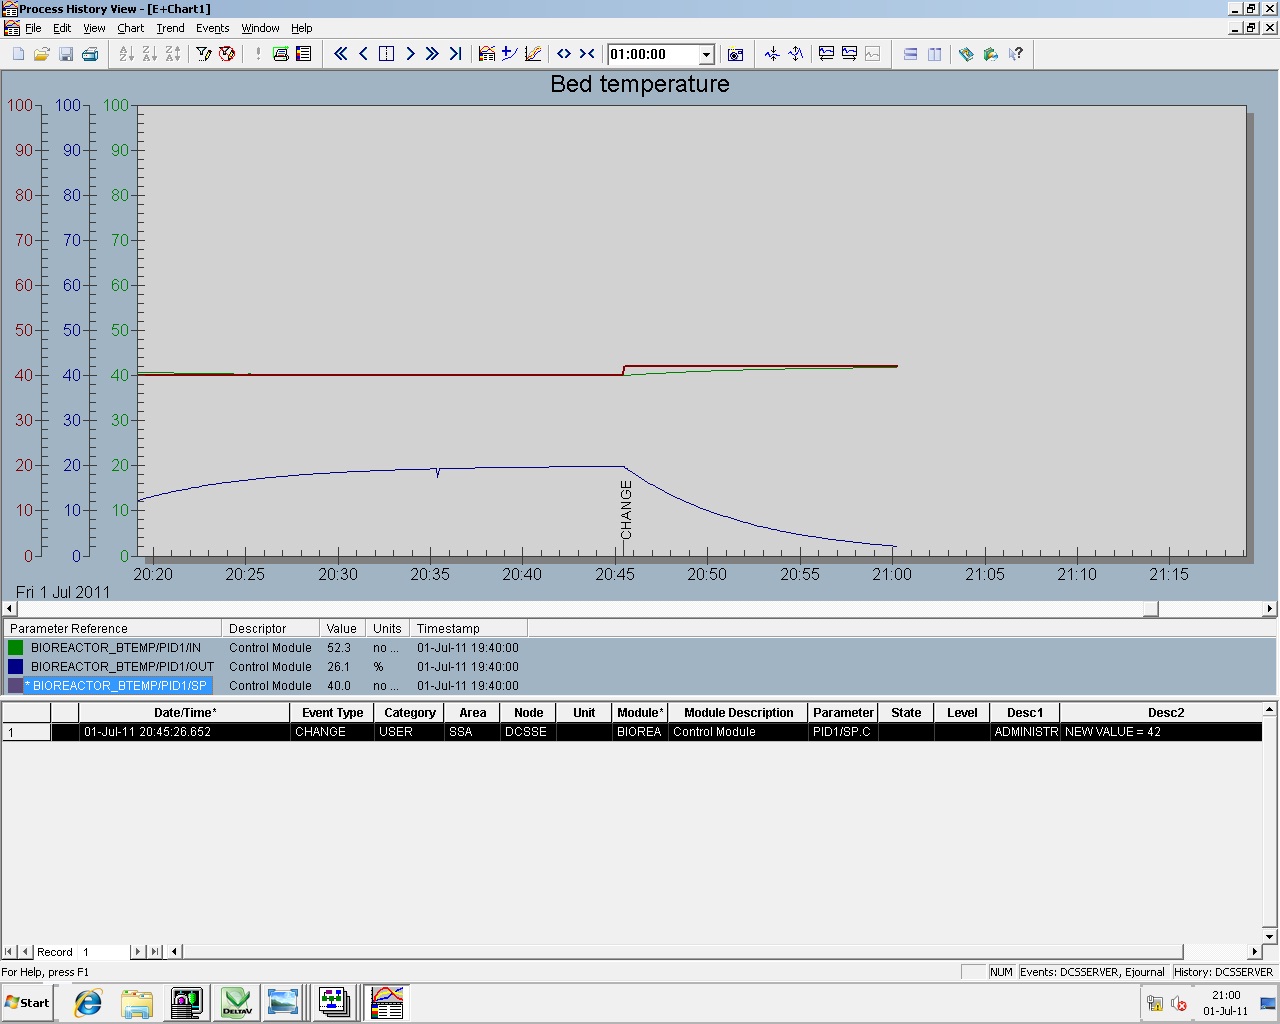 Process History View - [E+Chart1]
File Edit View Chart Trend Events Window Help
01:00:00
Bed temperature
100 100 100
90 90 90
80 80 80
70 70 70
60 60 60
50 50 50
40 40 40
30 30 30
20 20 20
10 10 10
0 0 0
CHANGE
20:20 20:25 20:30 20:35 20:40 20:45 20:50 20:55 21:00 21:05 21:10 21:15
Fri 1 Jul 2011
Parameter Reference Descriptor Value Units Timestamp
BIOREACTOR_BTEMP/PID1/IN Control Module 52.3 no ... 01-Jul-11 19:40:00
BIOREACTOR_BTEMP/PID1/OUT Control Module 26.1 % 01-Jul-11 19:40:00
* BIOREACTOR_BTEMP/PID1/SP Control Module 40.0 no ... 01-Jul-11 19:40:00
Date/Time* Event Type Category Area Node Unit Module* Module Description Parameter State Level Desc1 Desc2
1 01-Jul-11 20:45:26.652 CHANGE USER SSA DCSSE BIOREA Control Module PID1/SP.C ADMINISTR NEW VALUE = 42
Record 1
For Help, press F1 NUM Events: DCSSERVER, Ejournal History: DCSSERVER
Start DELTAV 21:00
01-Jul-11